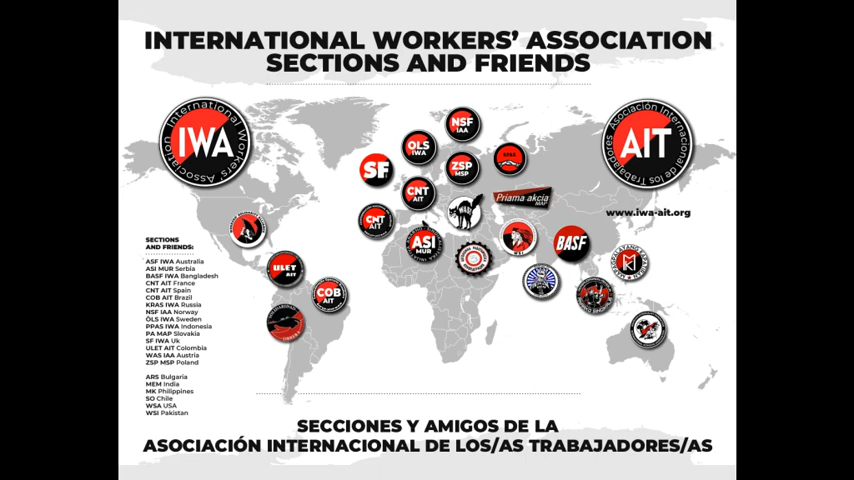 INTERNATIONAL WORKERS' ASSOCIATION
SECTIONS AND FRIENDS
International Workers Association
IWA
Asociación Internacional de los Trabajadores
AIT
www.iwa-ait.org
NSF
IAA
OLS
IWA
SF
ZSP
MSP
KRAS
CNT
AIT
Priama akcia
MAP
WAS
CNT
AIT
ASI
MUR
WSI
BASF
ULET
AIT
COB
AIT
SECTIONS
AND FRIENDS:
ASF IWA Australia
ASI MUR Serbia
BASF IWA Bangladesh
CNT AIT France
CNT AIT Spain
COB AIT Brazil
KRAS IWA Russia
NSF IAA Norway
ÖLS IWA Sweden
PPAS IWA Indonesia
PA MAP Slovakia
SF IWA Uk
ULET AIT Colombia
WAS IAA Austria
ZSP MSP Poland
ARS Bulgaria
MEM India
MK Philippines
SO Chile
WSA USA
WSI Pakistan
SECCIONES Y AMIGOS DE LA
ASOCIACIÓN INTERNACIONAL DE LOS/AS TRABAJADORES/AS